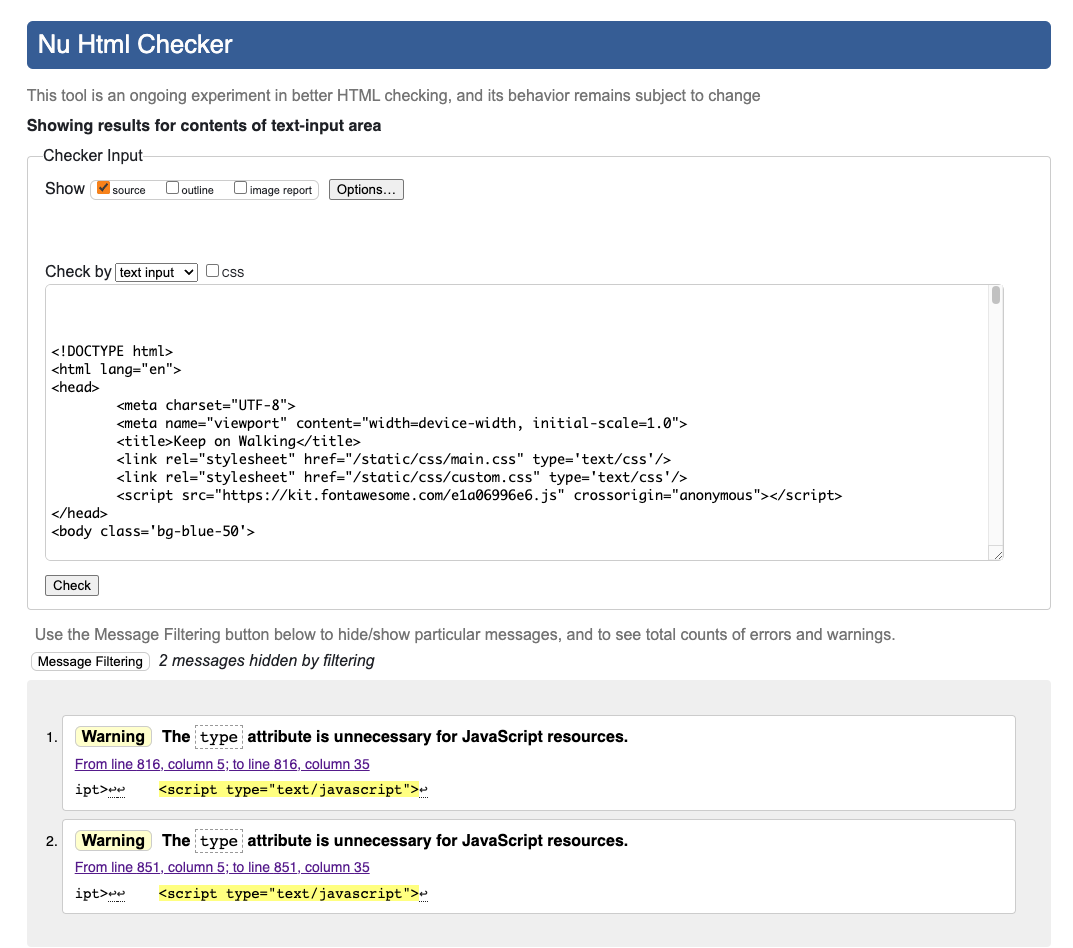 Nu Html Checker
This tool is an ongoing experiment in better HTML checking, and its behavior remains subject to change
Showing results for contents of text-input area
Checker Input
Show source outline image report Options...
Check by text input css
<!DOCTYPE html>
<html lang="en">
<head>
<meta charset="UTF-8">
<meta name="viewport" content="width=device-width, initial-scale=1.0">
<title>Keep on Walking</title>
<link rel="stylesheet" href="/static/css/main.css" type='text/css'/>
<link rel="stylesheet" href="/static/css/custom.css" type='text/css'/>
<script src="https://kit.fontawesome.com/e1a06996e6.js" crossorigin="anonymous"></script>
</head>
<body class='bg-blue-50'>
Check
Use the Message Filtering button below to hide/show particular messages, and to see total counts of errors and warnings.
Message Filtering 2 messages hidden by filtering
1. Warning The type attribute is unnecessary for JavaScript resources.
From line 816, column 5; to line 816, column 35
ipt>↩↩ <script type="text/javascript">↩
2. Warning The type attribute is unnecessary for JavaScript resources.
From line 851, column 5; to line 851, column 35
ipt>↩↩ <script type="text/javascript">↩